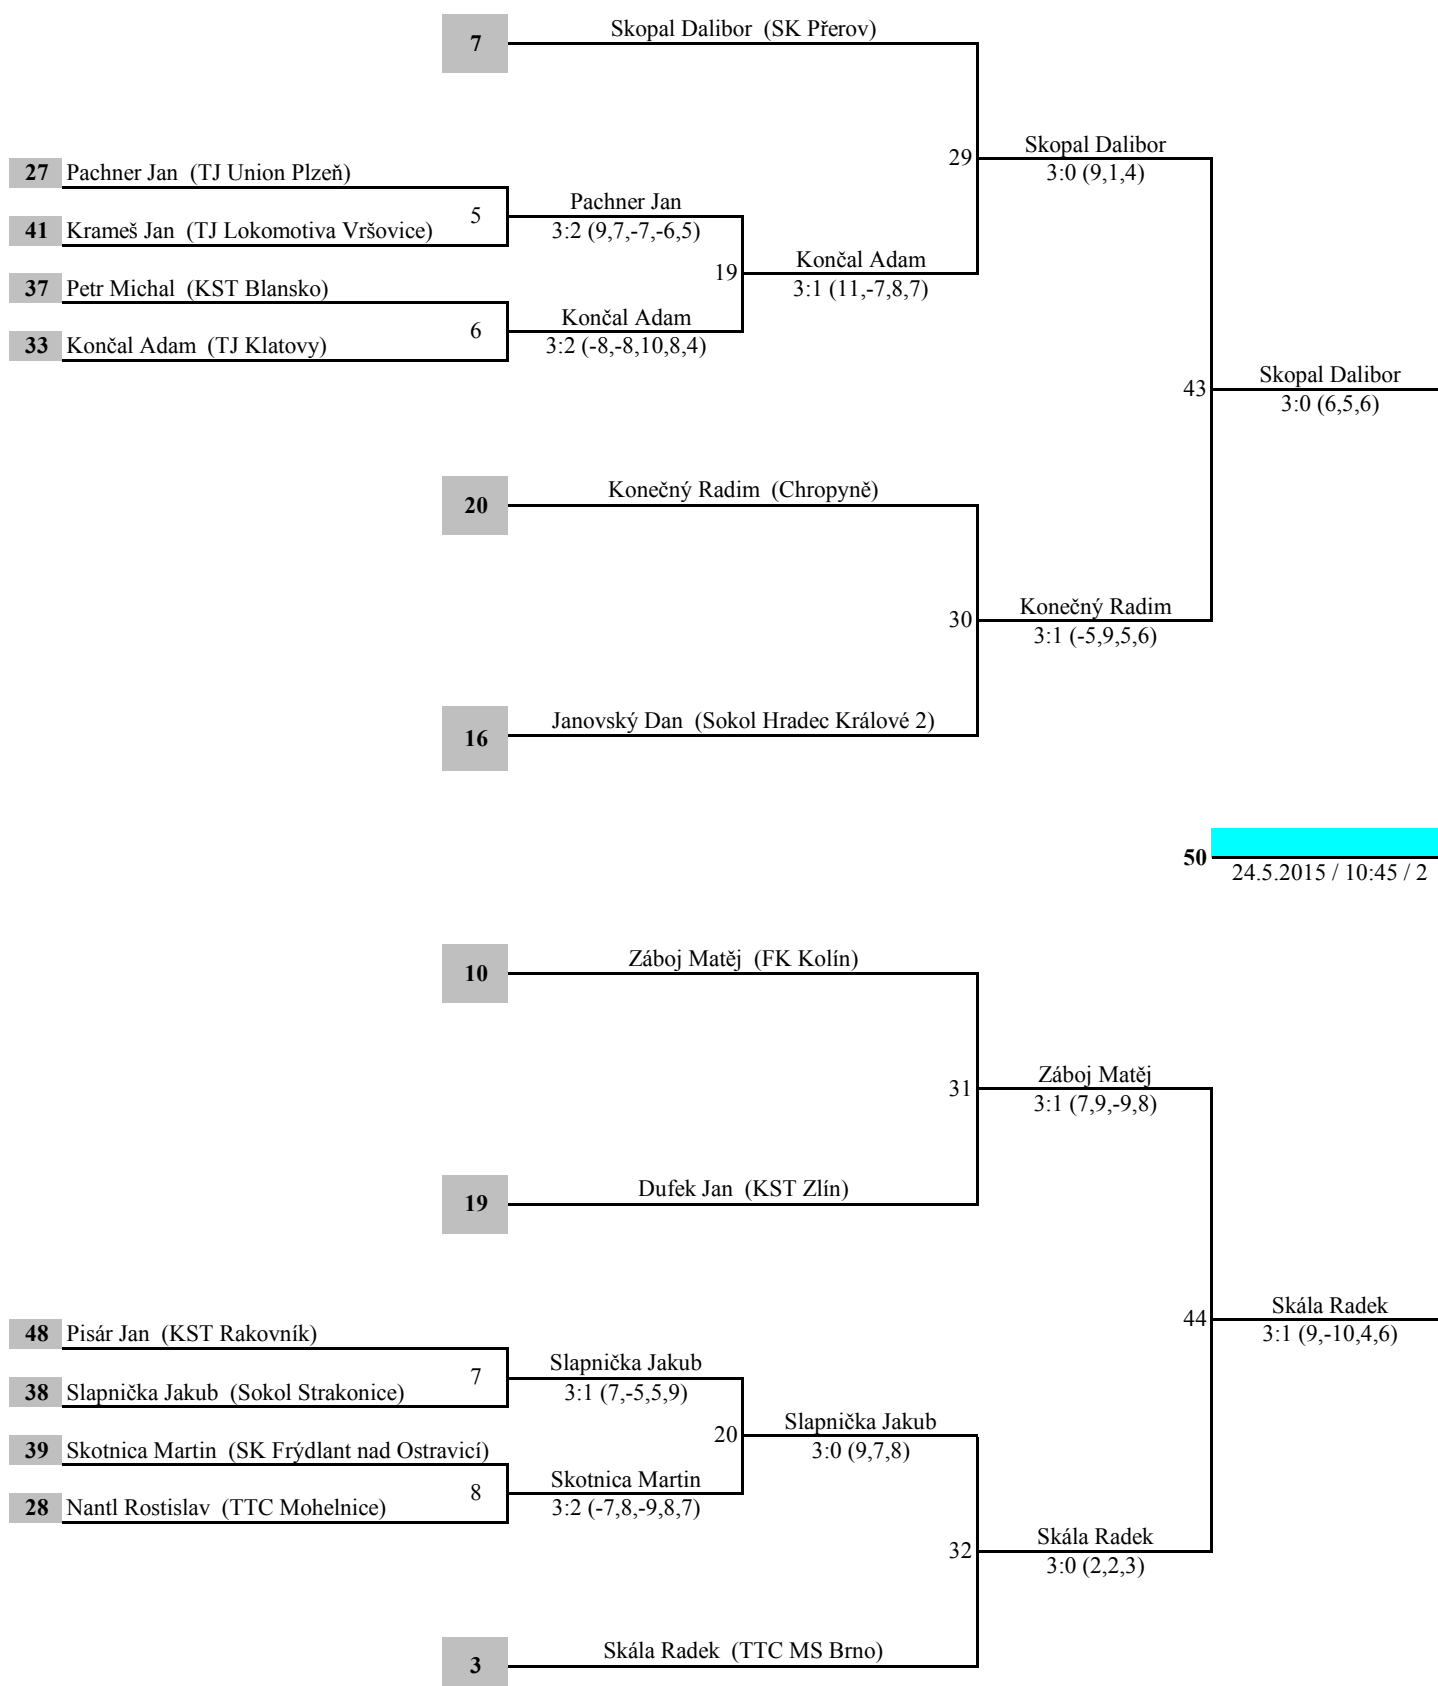 7 Skopal Dalibor (SK Přerov)
29 Skopal Dalibor
3:0 (9,1,4)
27 Pachner Jan (TJ Union Plzeň)
5 Pachner Jan
3:2 (9,7,-7,-6,5)
41 Krameš Jan (TJ Lokomotiva Vršovice)
19 Končal Adam
3:1 (11,-7,8,7)
37 Petr Michal (KST Blansko)
6 Končal Adam
3:2 (-8,-8,10,8,4)
33 Končal Adam (TJ Klatovy)
43 Skopal Dalibor
3:0 (6,5,6)
20 Konečný Radim (Chropyně)
30 Konečný Radim
3:1 (-5,9,5,6)
16 Janovský Dan (Sokol Hradec Králové 2)
50
24.5.2015 / 10:45 / 2
10 Záboj Matěj (FK Kolín)
31 Záboj Matěj
3:1 (7,9,-9,8)
19 Dufek Jan (KST Zlín)
44 Skála Radek
3:1 (9,-10,4,6)
48 Pisár Jan (KST Rakovník)
7 Slapnička Jakub
3:1 (7,-5,5,9)
38 Slapnička Jakub (Sokol Strakonice)
20 Slapnička Jakub
3:0 (9,7,8)
39 Skotnica Martin (SK Frýdlant nad Ostravicí)
8 Skotnica Martin
3:2 (-7,8,-9,8,7)
28 Nantl Rostislav (TTC Mohelnice)
32 Skála Radek
3:0 (2,2,3)
3 Skála Radek (TTC MS Brno)